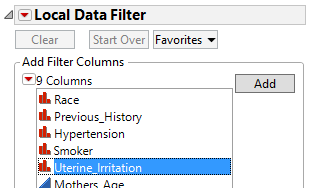 Local Data Filter
Clear Start Over Favorites
Add Filter Columns
9 Columns Add
Race
Previous_History
Hypertension
Smoker
Uterine_Irritation
Mothers_Age